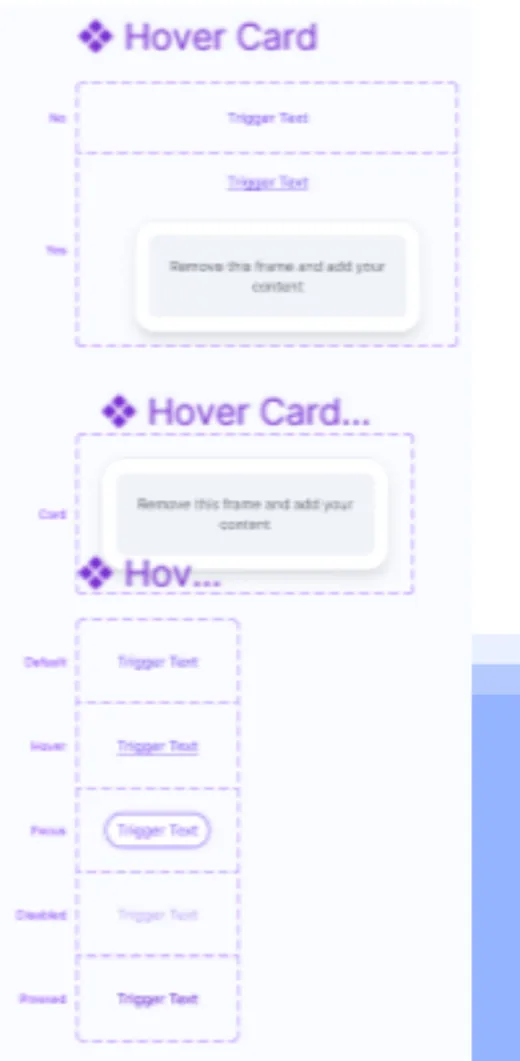 Hover Card
No
Trigger Text
Trigger Text
Yes
Remove this frame and add your
content
Hover Card...
Card
Remove this frame and add your
content
Hov...
Default
Trigger Text
Hover
Trigger Text
Focus
Trigger Text
Disabled
Trigger Text
Pressed
Trigger Text